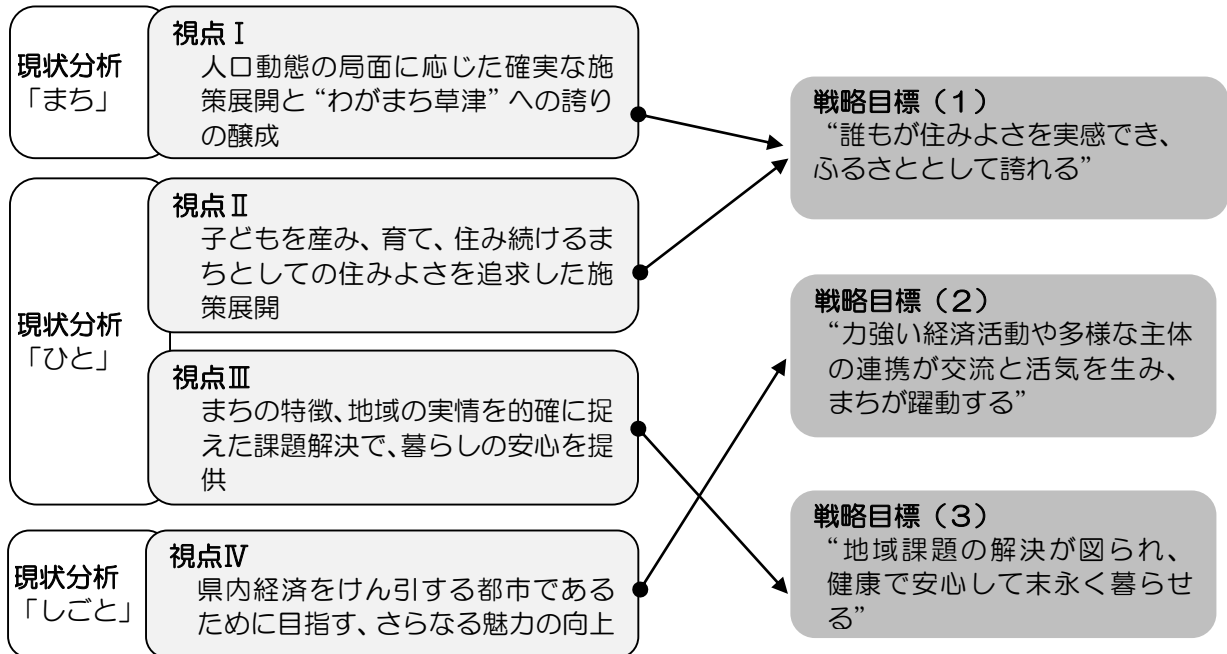 現状分析
「まち」
視点Ⅰ
人口動態の局面に応じた確実な施
策展開と“わがまち草津”への誇り
の醸成
現状分析
「ひと」
視点Ⅱ
子どもを産み、育て、住み続けるま
ちとしての住みよさを追求した施
策展開
視点Ⅲ
まちの特徴、地域の実情を的確に捉
えた課題解決で、暮らしの安心を提
供
現状分析
「しごと」
視点Ⅳ
県内経済をけん引する都市である
ために目指す、さらなる魅力の向上
戦略目標（１）
“誰もが住みよさを実感でき、
ふるさととして誇れる”
戦略目標（２）
“力強い経済活動や多様な主体
の連携が交流と活気を生み、
まちが躍動する”
戦略目標（３）
“地域課題の解決が図られ、
健康で安心して末永く暮らせ
る”